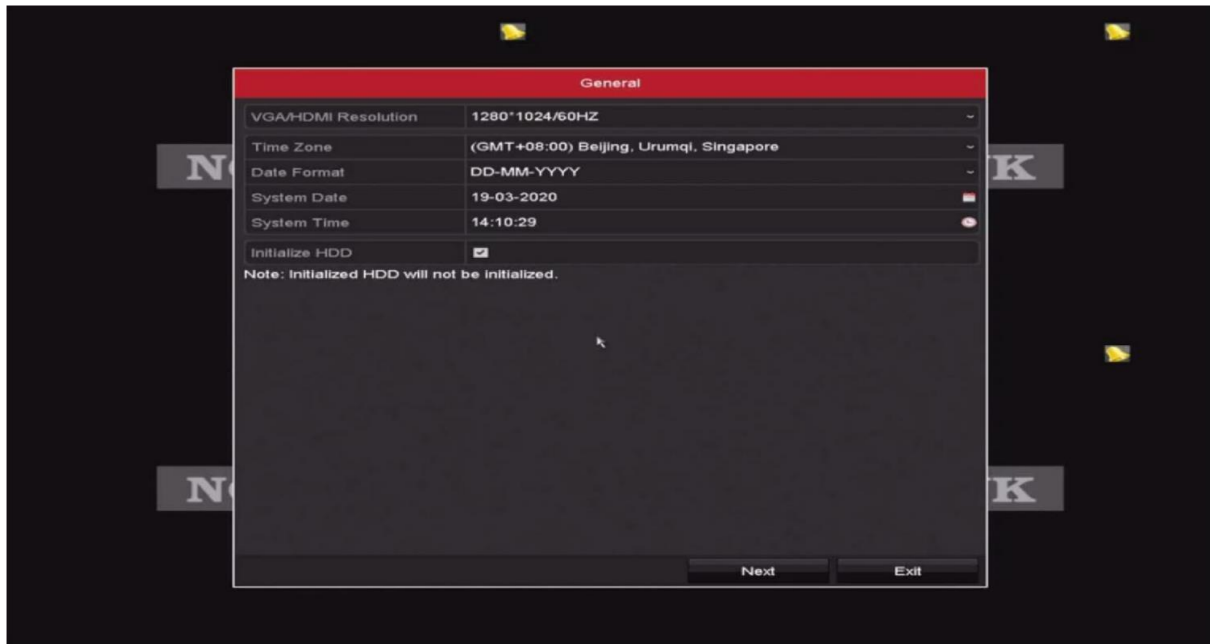 General
VGA/HDMI Resolution 1280*1024/60HZ
Time Zone (GMT+08:00) Beijing, Urumqi, Singapore
Date Format DD-MM-YYYY
System Date 19-03-2020
System Time 14:10:29
Initialize HDD
Note: Initialized HDD will not be initialized.
Next Exit